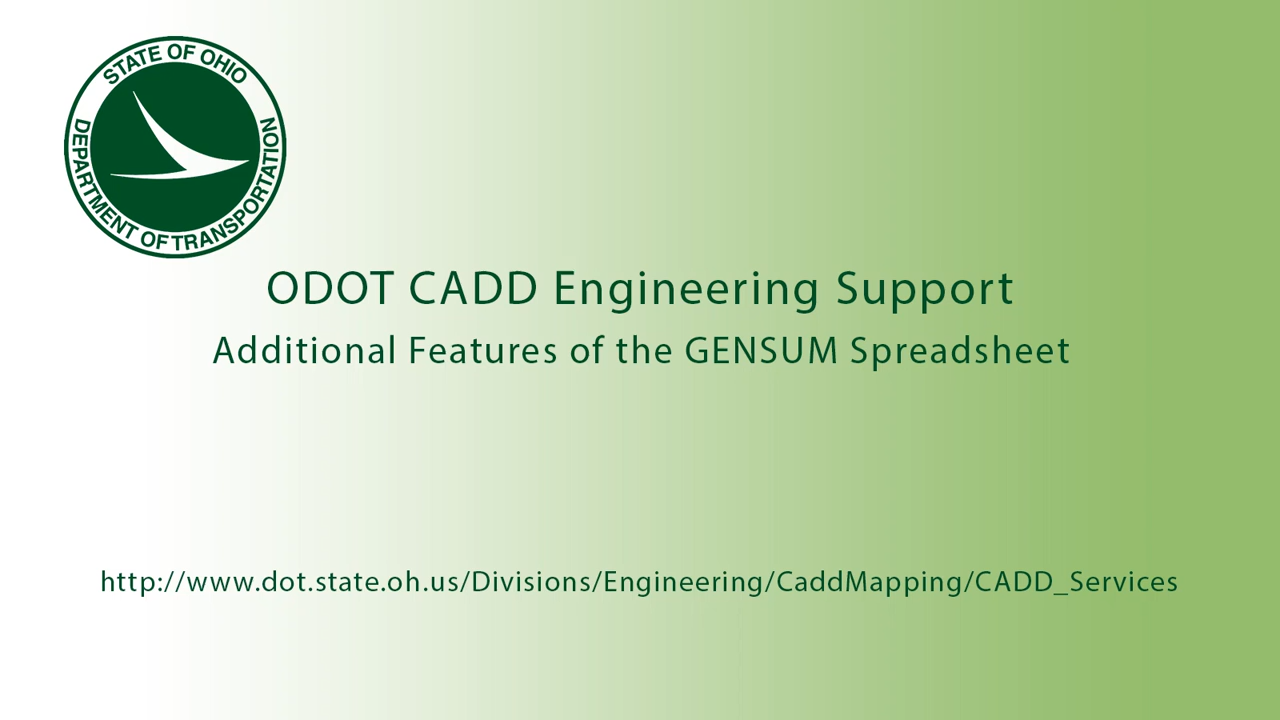 STATE OF OHIO
DEPARTMENT OF TRANSPORTATION
ODOT CADD Engineering Support
Additional Features of the GENSUM Spreadsheet
http://www.dot.state.oh.us/Divisions/Engineering/CaddMapping/CADD_Services